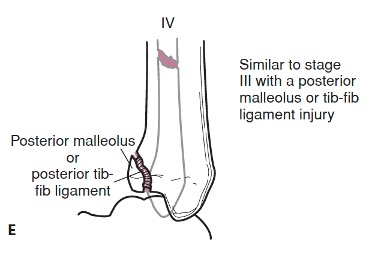 IV
Similar to stage
III with a posterior
malleolus or tib-fib
ligament injury
Posterior malleolus
or
posterior tib-
fib ligament
E